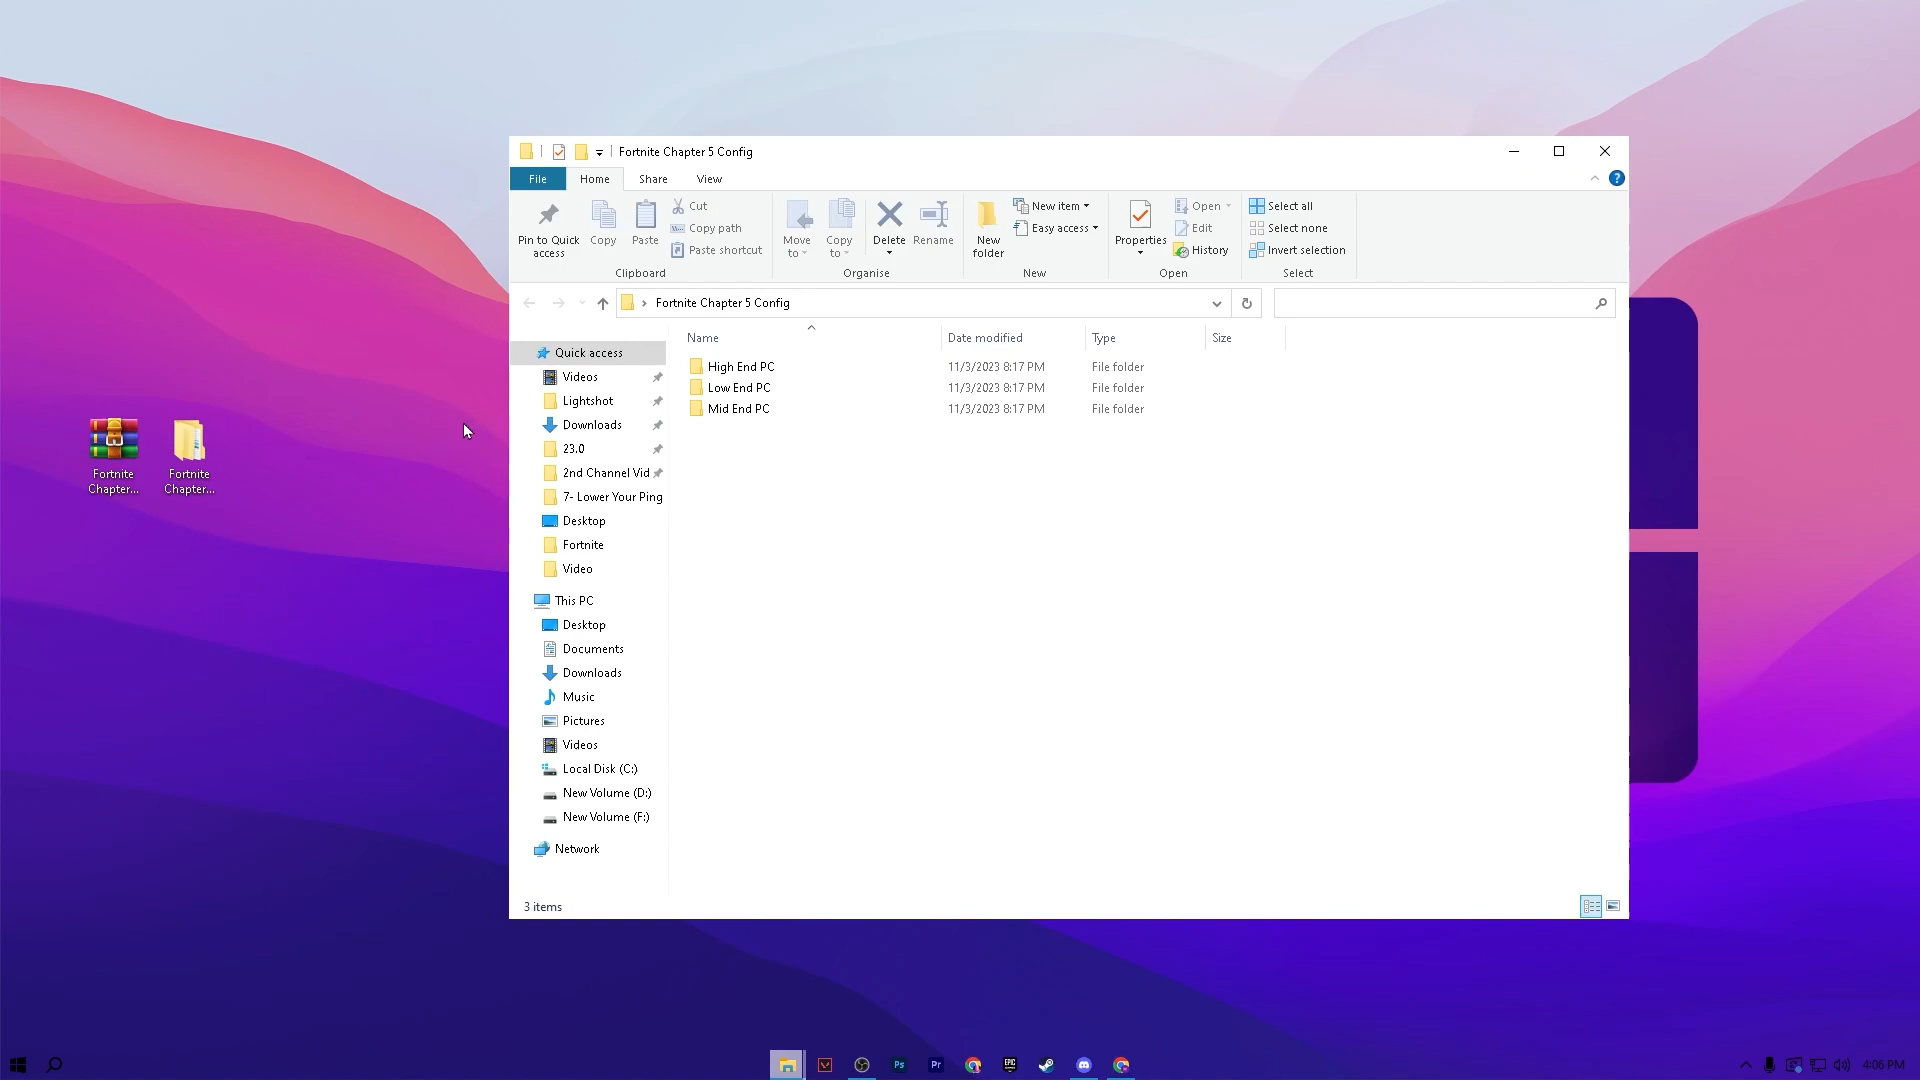 Fortnite Chapter 5 Config
File Home Share View
Pin to Quick access
Copy
Paste
Cut
Copy path
Paste shortcut
Clipboard
Move to
Copy to
Delete
Rename
Organise
New folder
New item
Easy access
New
Properties
Open
Edit
History
Open
Select all
Select none
Invert selection
Select
Fortnite Chapter 5 Config
Name Date modified Type Size
High End PC 11/3/2023 8:17 PM File folder
Low End PC 11/3/2023 8:17 PM File folder
Mid End PC 11/3/2023 8:17 PM File folder
Quick access
Videos
Lightshot
Downloads
23.0
2nd Channel Vid
7- Lower Your Ping
Desktop
Fortnite
Video
This PC
Desktop
Documents
Downloads
Music
Pictures
Videos
Local Disk (C:)
New Volume (D:)
New Volume (F:)
Network
3 items
Fortnite
Chapter...
Fortnite
Chapter...
Ps
Pr
EPIC
4:06 PM